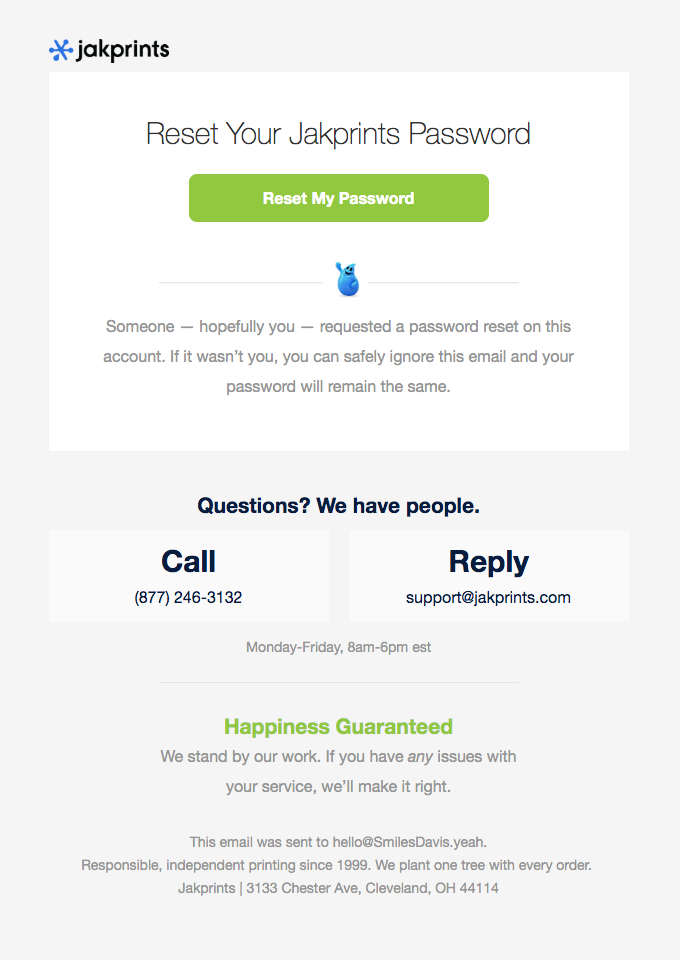 jakprints
Reset Your Jakprints Password
Reset My Password
Someone — hopefully you — requested a password reset on this
account. If it wasn’t you, you can safely ignore this email and your
password will remain the same.
Questions? We have people.
Call
(877) 246-3132
Reply
support@jakprints.com
Monday-Friday, 8am-6pm est
Happiness Guaranteed
We stand by our work. If you have any issues with
your service, we’ll make it right.
This email was sent to hello@SmilesDavis.yeah.
Responsible, independent printing since 1999. We plant one tree with every order.
Jakprints | 3133 Chester Ave, Cleveland, OH 44114